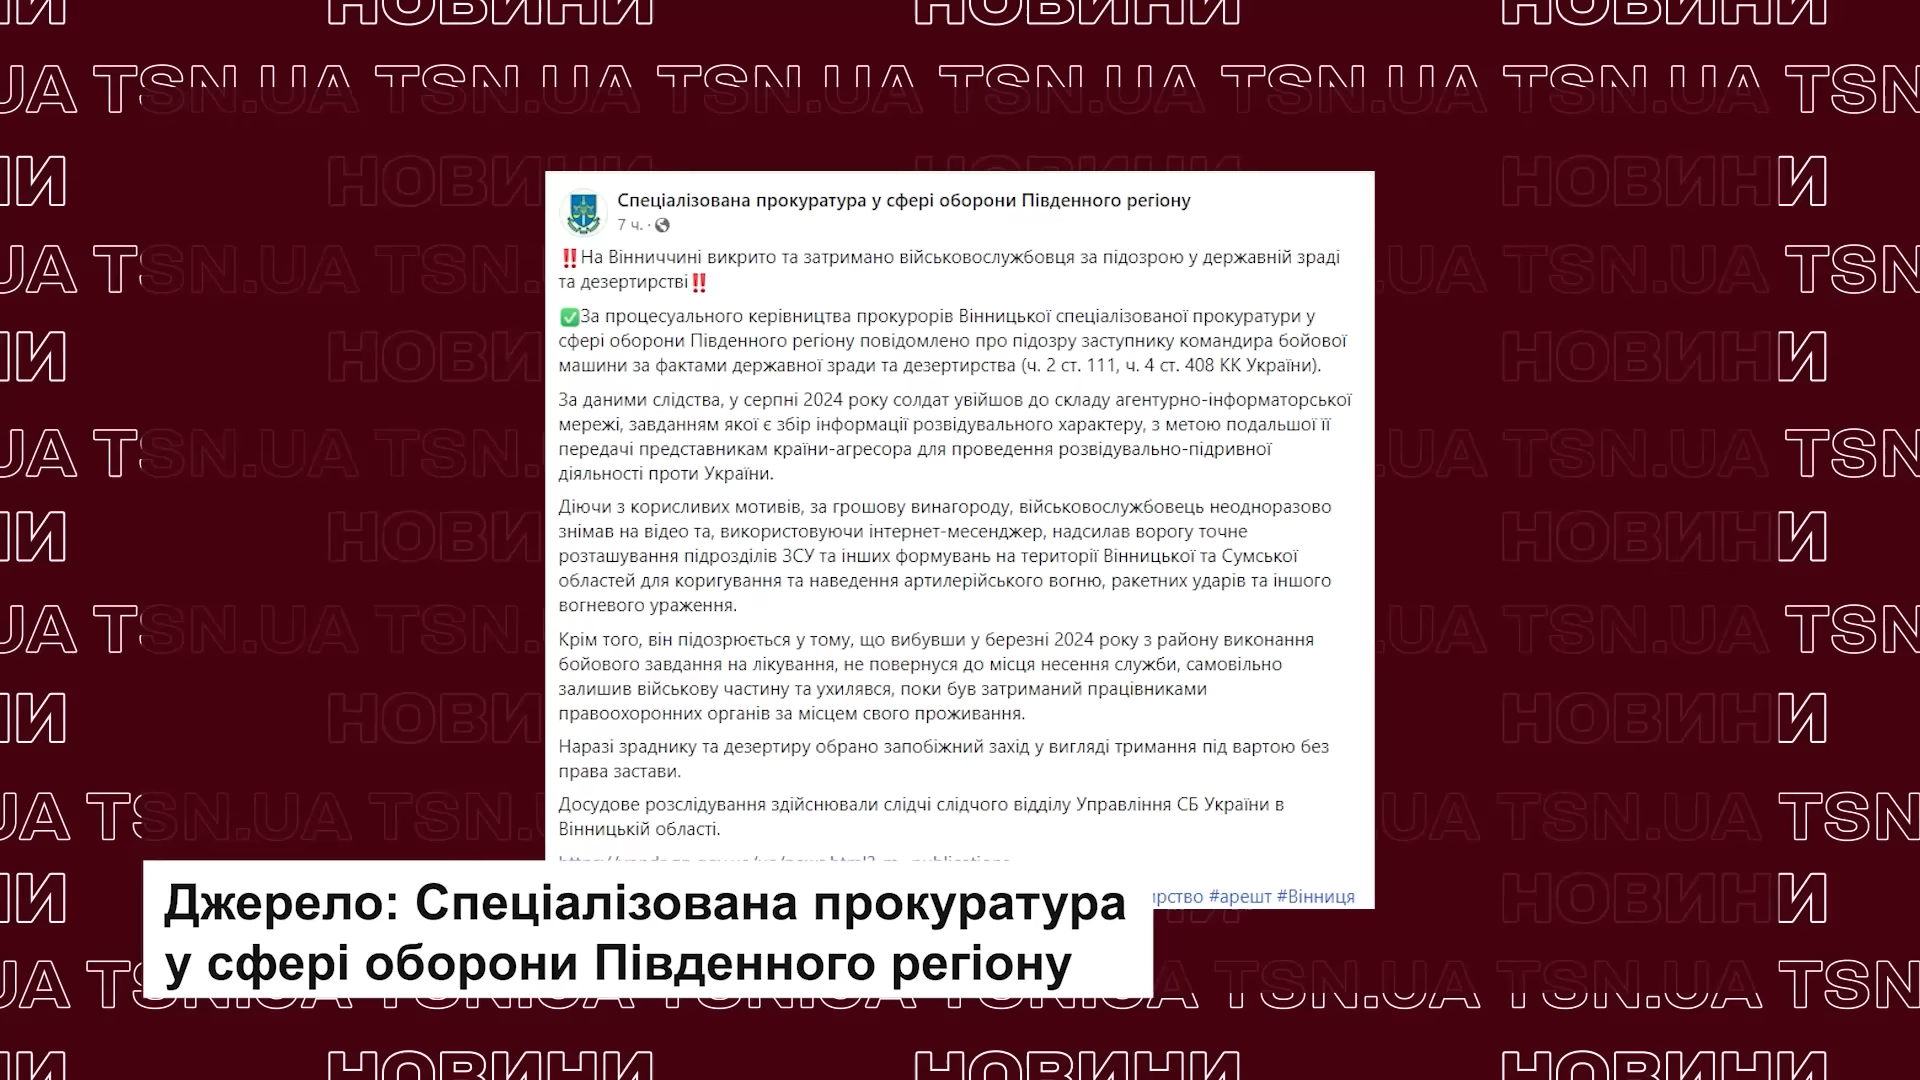 НОВИНИ НОВИНИ НОВИНИ
TSN.UA TSN.UA TSN.UA TSN.UA TSN.UA TSN.UA
Спеціалізована прокуратура у сфері оборони Південного регіону
7 ч. ·
‼На Вінниччині викрито та затримано військовослужбовця за підозрою у державній зраді
та дезертирстві‼
✅За процесуального керівництва прокурорів Вінницької спеціалізованої прокуратури у
сфері оборони Південного регіону повідомлено про підозру заступнику командира бойової
машини за фактами державної зради та дезертирства (ч. 2 ст. 111, ч. 4 ст. 408 КК України).
За даними слідства, у серпні 2024 року солдат увійшов до складу агентурно-інформаторської
мережі, завданням якої є збір інформації розвідувального характеру, з метою подальшої її
передачі представникам країни-агресора для проведення розвідувально-підривної
діяльності проти України.
Діючи з корисливих мотивів, за грошову винагороду, військовослужбовець неодноразово
знімав на відео та, використовуючи інтернет-месенджер, надсилав ворогу точне
розташування підрозділів ЗСУ та інших формувань на території Вінницької та Сумської
областей для коригування та наведення артилерійського вогню, ракетних ударів та іншого
вогневого ураження.
Крім того, він підозрюється у тому, що вибувши у березні 2024 року з району виконання
бойового завдання на лікування, не повернуся до місця несення служби, самовільно
залишив військову частину та ухилявся, поки був затриманий працівниками
правоохоронних органів за місцем свого проживання.
Наразі зраднику та дезертиру обрано запобіжний захід у вигляді тримання під вартою без
права застави.
Досудове розслідування здійснювали слідчі слідчого відділу Управління СБ України в
Вінницькій області.
#арешт #Вінниця
Джерело: Спеціалізована прокуратура
у сфері оборони Південного регіону
НОВИНИ НОВИНИ НОВИНИ